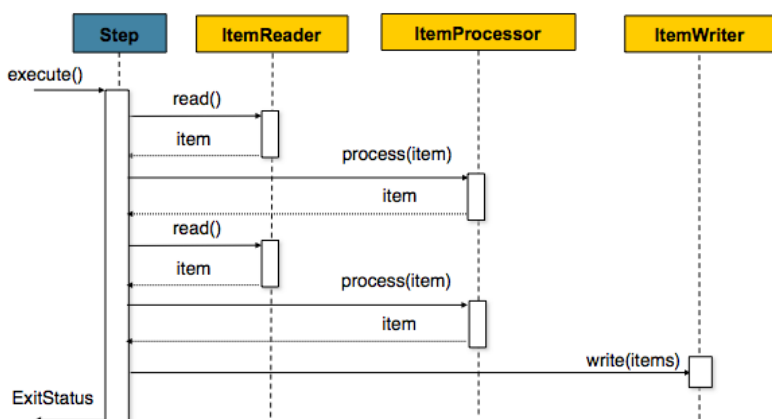 Step
ItemReader
ItemProcessor
ItemWriter
execute()
read()
item
process(item)
item
read()
item
process(item)
item
write(items)
ExitStatus